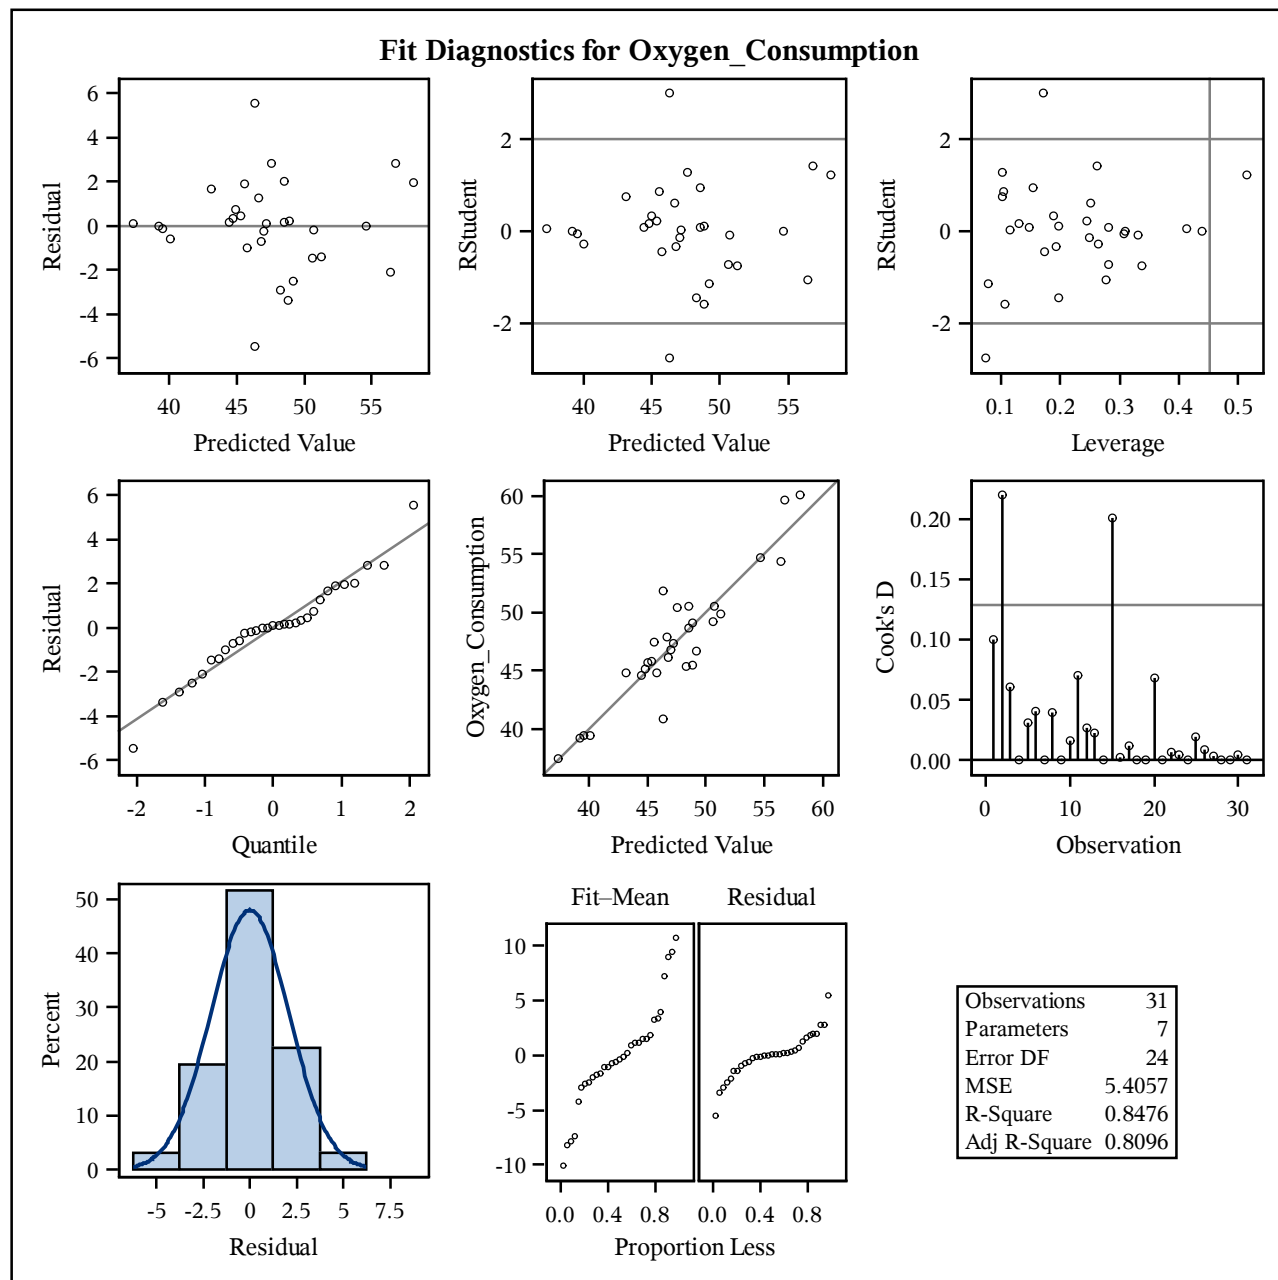 Fit Diagnostics for Oxygen_Consumption
6
4
2
0
-2
-4
-6
Residual
40 45 50 55
Predicted Value
2
0
-2
RStudent
40 45 50 55
Predicted Value
2
0
-2
RStudent
0.1 0.2 0.3 0.4 0.5
Leverage
6
4
2
0
-2
-4
-6
Residual
-2 -1 0 1 2
Quantile
60
55
50
45
40
Oxygen_Consumption
40 45 50 55 60
Predicted Value
0.20
0.15
0.10
0.05
0.00
Cook's D
0 10 20 30
Observation
50
40
30
20
10
0
Percent
-5 -2.5 0 2.5 5 7.5
Residual
Fit–Mean Residual
10
5
0
-5
-10
0.0 0.4 0.8 0.0 0.4 0.8
Proportion Less
Observations 31
Parameters 7
Error DF 24
MSE 5.4057
R-Square 0.8476
Adj R-Square 0.8096